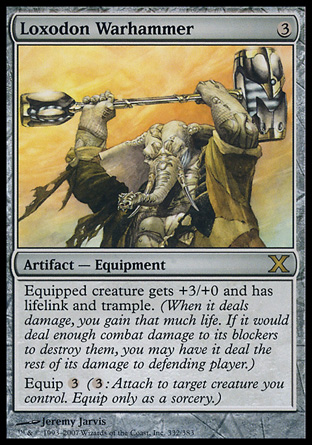 Loxodon Warhammer 3
Artifact — Equipment X
Equipped creature gets +3/+0 and has
lifelink and trample. (When it deals
damage, you gain that much life. If it would
deal enough combat damage to its blockers
to destroy them, you may have it deal the
rest of its damage to defending player.)
Equip 3 (3: Attach to target creature you
control. Equip only as a sorcery.)
Jeremy Jarvis
™ & © 1993-2007 Wizards of the Coast, Inc. 332/383